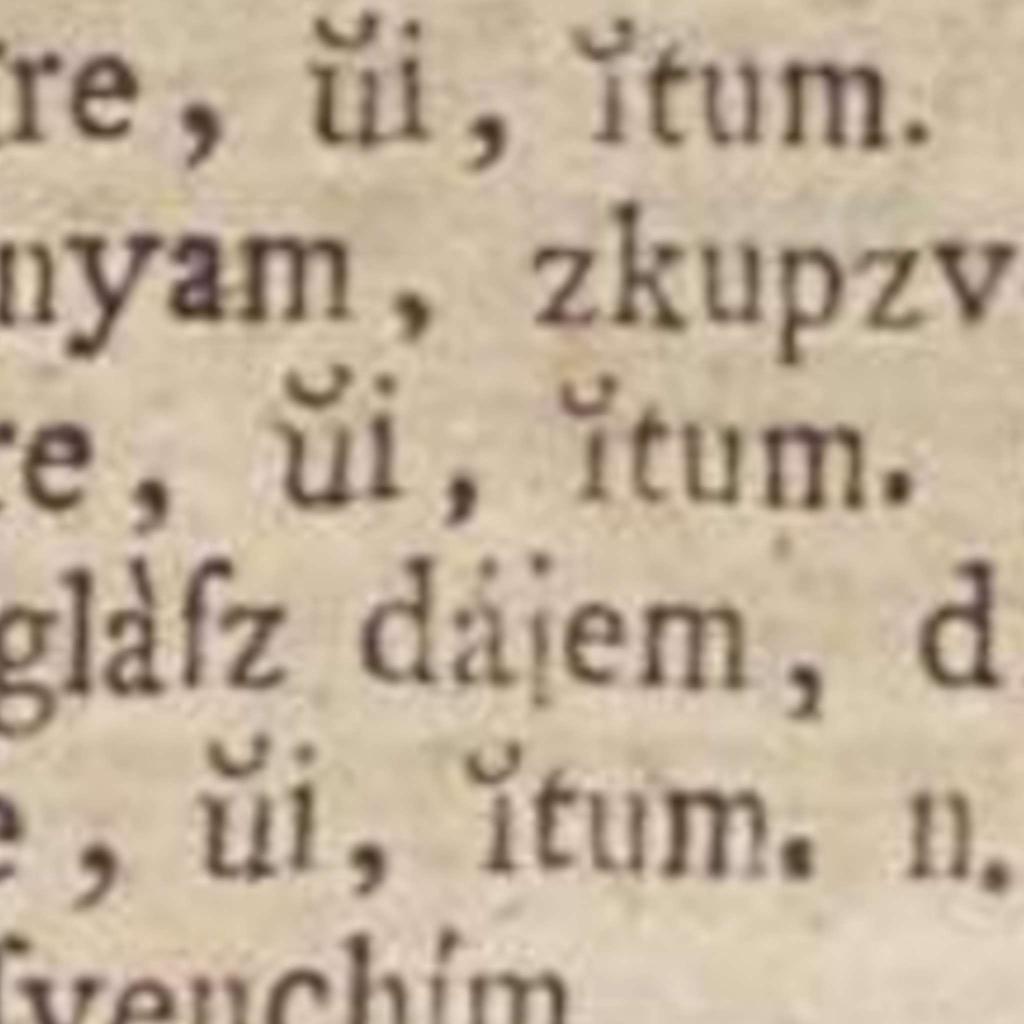 re, ŭi, ĭtum.
nyam, zkupzv
re, ŭi, ĭtum.
glàſz dájem, d
e, ŭi, ĭtum. n.
ſveuchím